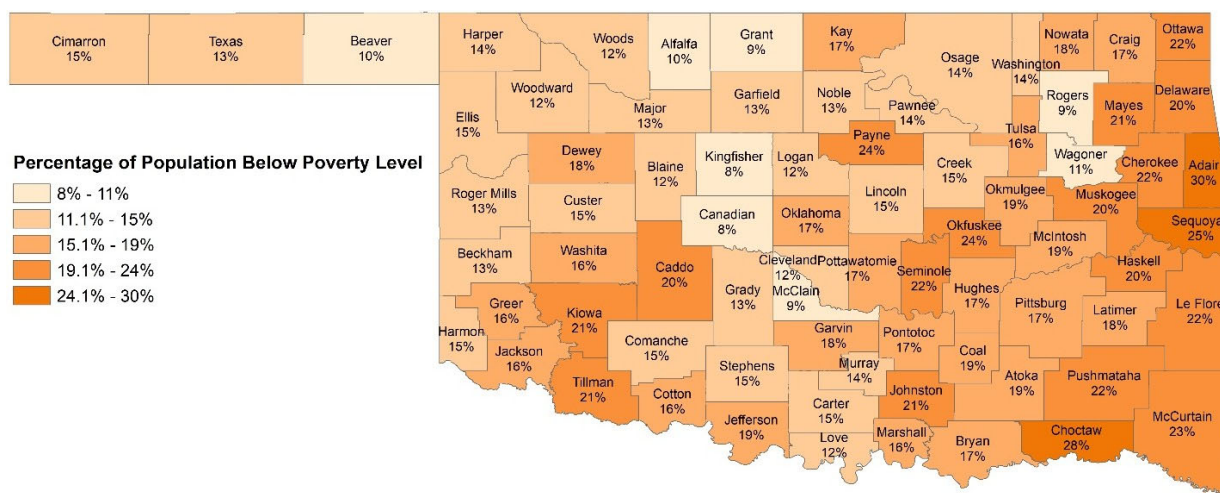 Cimarron
15%
Texas
13%
Beaver
10%
Harper
14%
Woods
12%
Alfalfa
10%
Grant
9%
Kay
17%
Osage
14%
Washington
14%
Nowata
18%
Craig
17%
Ottawa
22%
Woodward
12%
Ellis
15%
Major
13%
Garfield
13%
Noble
13%
Pawnee
14%
Rogers
9%
Mayes
21%
Delaware
20%
Tulsa
16%
Payne
24%
Percentage of Population Below Poverty Level
8% - 11%
11.1% - 15%
15.1% - 19%
19.1% - 24%
24.1% - 30%
Dewey
18%
Blaine
12%
Kingfisher
8%
Logan
12%
Creek
15%
Wagoner
11%
Cherokee
22%
Adair
30%
Roger Mills
13%
Custer
15%
Canadian
8%
Oklahoma
17%
Lincoln
15%
Okmulgee
19%
Muskogee
20%
Sequoya
25%
Okfuskee
24%
McIntosh
19%
Beckham
13%
Washita
16%
Caddo
20%
Cleveland
12%
Pottawatomie
17%
Seminole
22%
Haskell
20%
McClain
9%
Grady
13%
Hughes
17%
Pittsburg
17%
Latimer
18%
Le Flore
22%
Greer
16%
Kiowa
21%
Harmon
15%
Jackson
16%
Comanche
15%
Garvin
18%
Pontotoc
17%
Coal
19%
Stephens
15%
Murray
14%
Atoka
19%
Pushmataha
22%
Tillman
21%
Cotton
16%
Johnston
21%
Carter
15%
Jefferson
19%
McCurtain
23%
Love
12%
Marshall
16%
Bryan
17%
Choctaw
28%